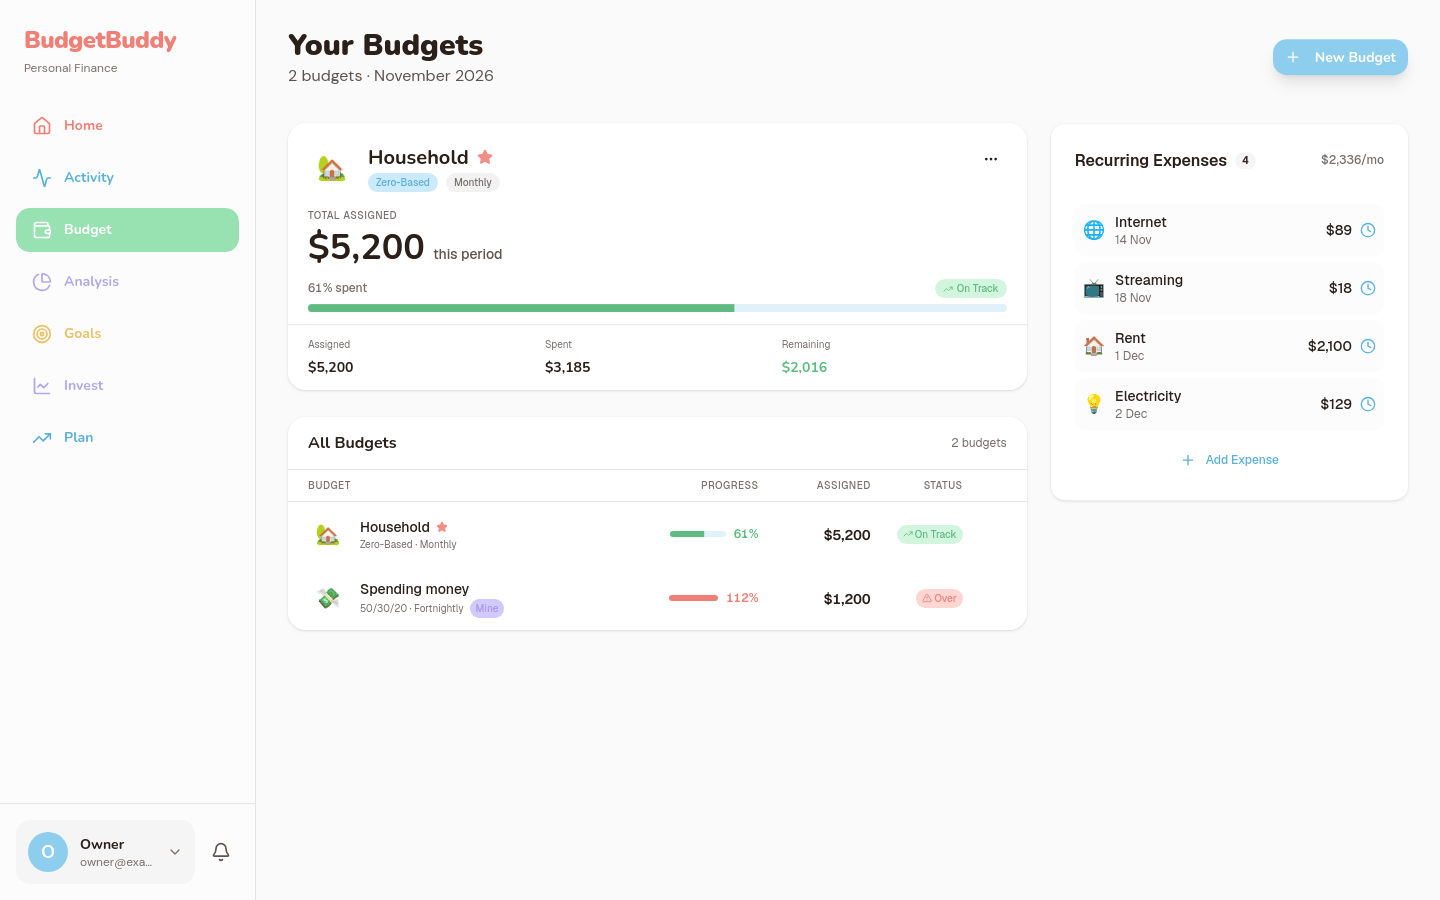 BudgetBuddy
Personal Finance
Home
Activity
Budget
Analysis
Goals
Invest
Plan
O
Owner
owner@exa...
Your Budgets
2 budgets · November 2026
New Budget
Household
Zero-Based
Monthly
TOTAL ASSIGNED
$5,200 this period
61% spent
On Track
Assigned
Spent
Remaining
$5,200
$3,185
$2,016
All Budgets
2 budgets
BUDGET
PROGRESS
ASSIGNED
STATUS
Household
Zero-Based · Monthly
61%
$5,200
On Track
Spending money
50/30/20 · Fortnightly
Mine
112%
$1,200
Over
Recurring Expenses
4
$2,336/mo
Internet
14 Nov
$89
Streaming
18 Nov
$18
Rent
1 Dec
$2,100
Electricity
2 Dec
$129
Add Expense